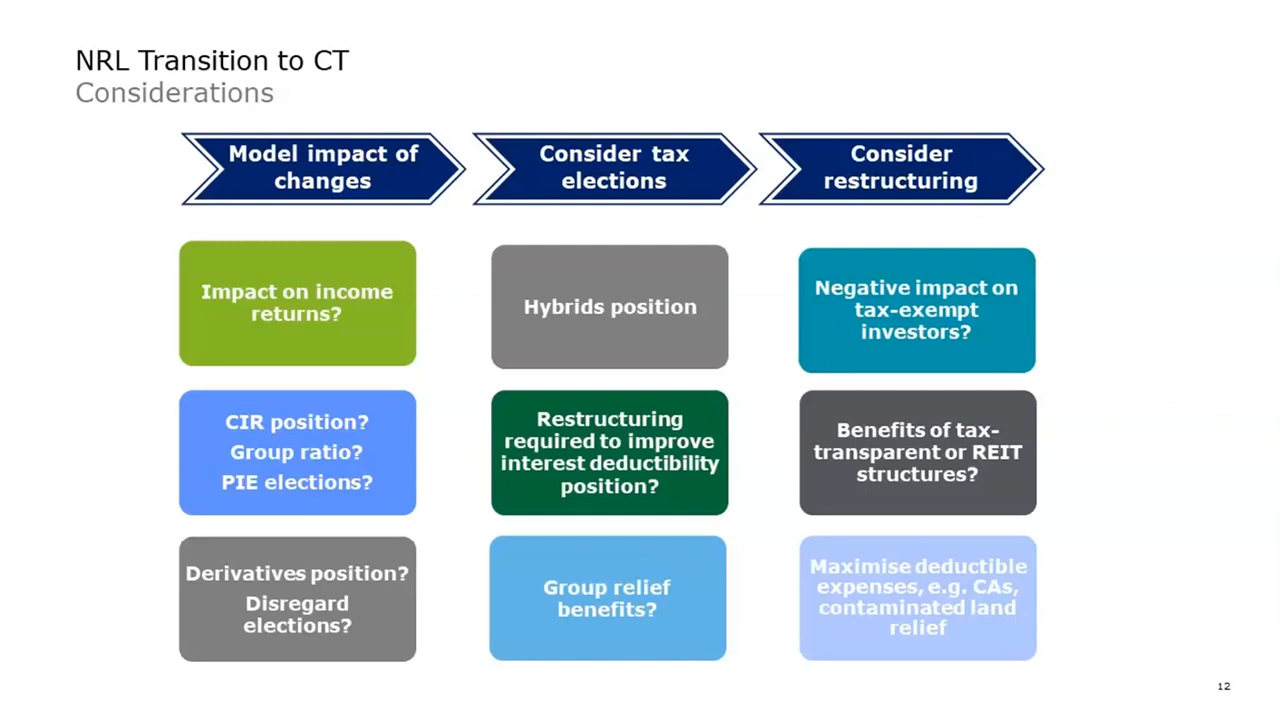 NRL Transition to CT
Considerations
Model impact of
changes
Consider tax
elections
Consider
restructuring
Impact on income
returns?
Hybrids position
Negative impact on
tax-exempt
investors?
CIR position?
Group ratio?
PIE elections?
Restructuring
required to improve
interest deductibility
position?
Benefits of tax-
transparent or REIT
structures?
Derivatives position?
Disregard
elections?
Group relief
benefits?
Maximise deductible
expenses, e.g. CAs,
contaminated land
relief
12